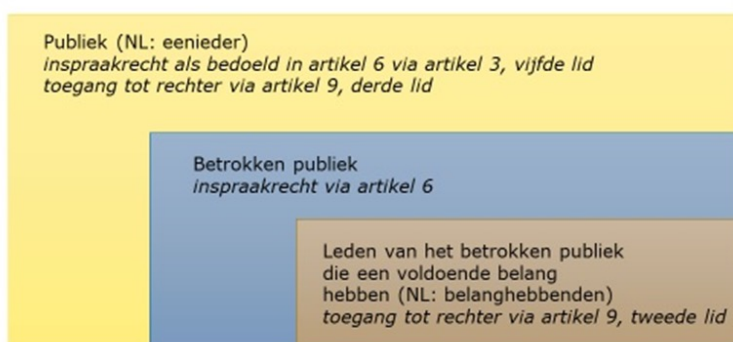 Publiek (NL: eenieder)
inspraakrecht als bedoeld in artikel 6 via artikel 3, vijfde lid
toegang tot rechter via artikel 9, derde lid
Betrokken publiek
inspraakrecht via artikel 6
Leden van het betrokken publiek
die een voldoende belang
hebben (NL: belanghebbenden)
toegang tot rechter via artikel 9, tweede lid